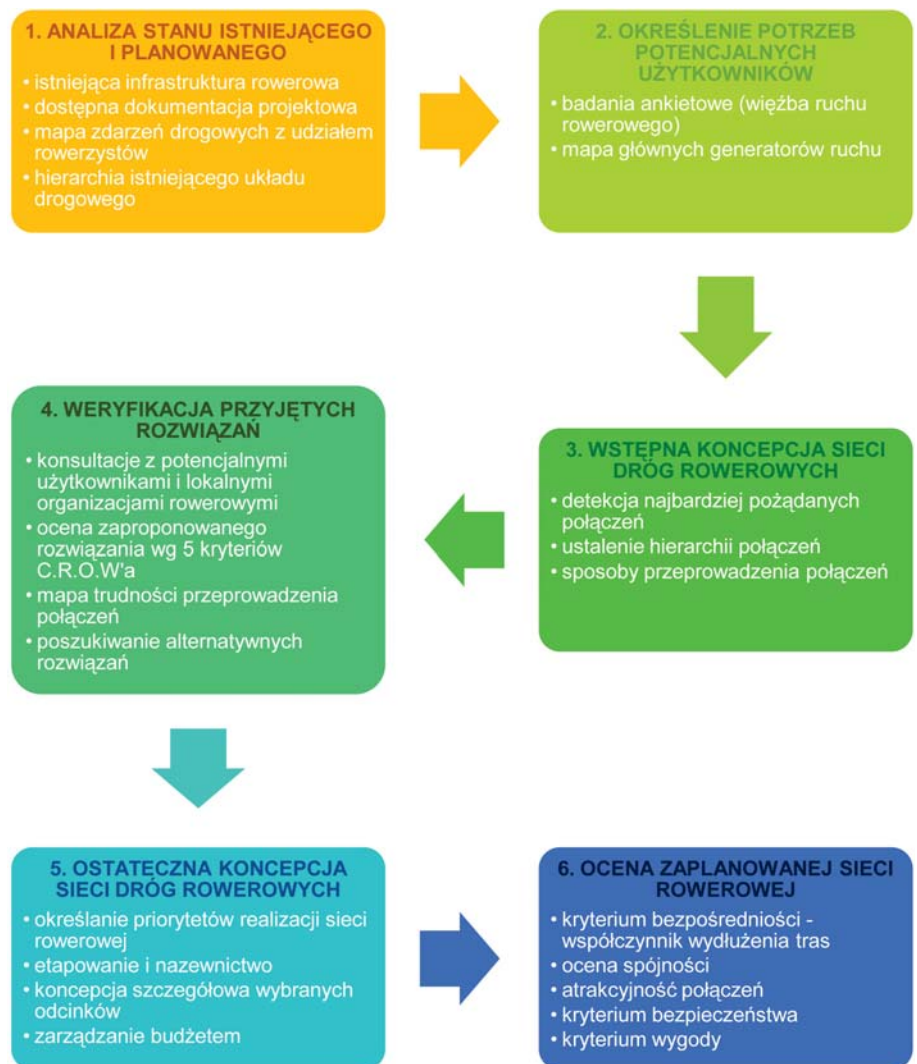 1. ANALIZA STANU ISTNIEJĄCEGO
I PLANOWANEGO
• istniejąca infrastruktura rowerowa
• dostępna dokumentacja projektowa
• mapa zdarzeń drogowych z udziałem
rowerzystów
• hierarchia istniejącego układu
drogowego
2. OKREŚLENIE POTRZEB
POTENCJALNYCH
UŻYTKOWNIKÓW
• badania ankietowe (więźba ruchu
rowerowego)
• mapa głównych generatorów ruchu
3. WSTĘPNA KONCEPCJA SIECI
DRÓG ROWEROWYCH
• detekcja najbardziej pożądanych
połączeń
• ustalenie hierarchii połączeń
• sposoby przeprowadzenia połączeń
4. WERYFIKACJA PRZYJĘTYCH
ROZWIĄZAŃ
• konsultacje z potencjalnymi
użytkownikami i lokalnymi
organizacjami rowerowymi
• ocena zaproponowanego
rozwiązania wg 5 kryteriów
C.R.O.W'a
• mapa trudności przeprowadzenia
połączeń
• poszukiwanie alternatywnych
rozwiązań
5. OSTATECZNA KONCEPCJA
SIECI DRÓG ROWEROWYCH
• określanie priorytetów realizacji sieci
rowerowej
• etapowanie i nazewnictwo
• koncepcja szczegółowa wybranych
odcinków
• zarządzanie budżetem
6. OCENA ZAPLANOWANEJ SIECI
ROWEROWEJ
• kryterium bezpośredniości -
współczynnik wydłużenia tras
• ocena spójności
• atrakcyjność połączeń
• kryterium bezpieczeństwa
• kryterium wygody